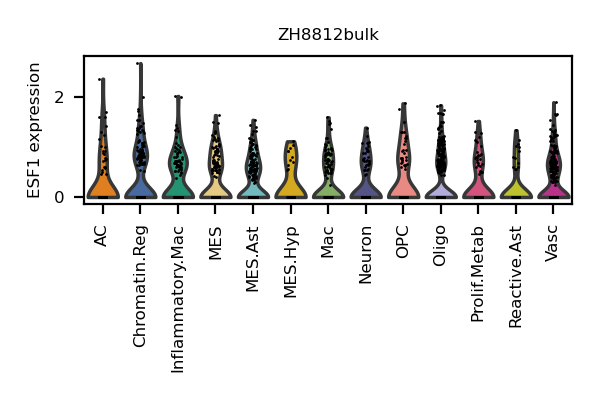 ZH8812bulk
ESF1 expression
2
0
AC
Chromatin.Reg
Inflammatory.Mac
MES
MES.Ast
MES.Hyp
Mac
Neuron
OPC
Oligo
Prolif.Metab
Reactive.Ast
Vasc